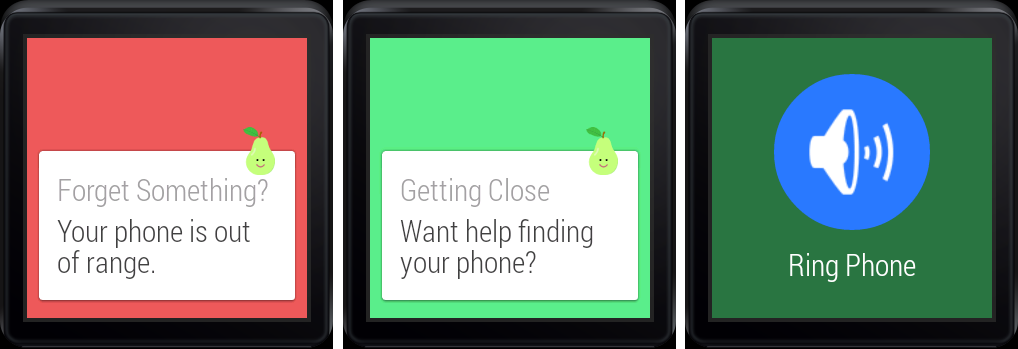 Forget Something?
Your phone is out
of range.
Getting Close
Want help finding
your phone?
Ring Phone